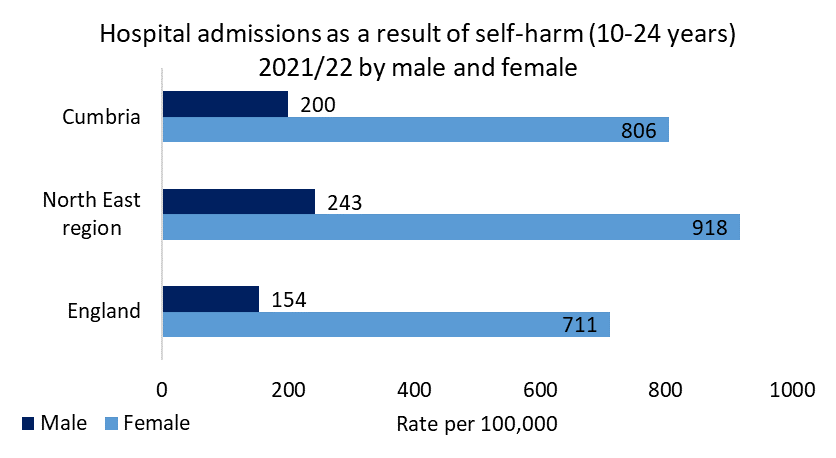 Hospital admissions as a result of self-harm (10-24 years)
2021/22 by male and female
Cumbria
200
806
North East
region
243
918
England
154
711
0 200 400 600 800 1000
Male Female Rate per 100,000